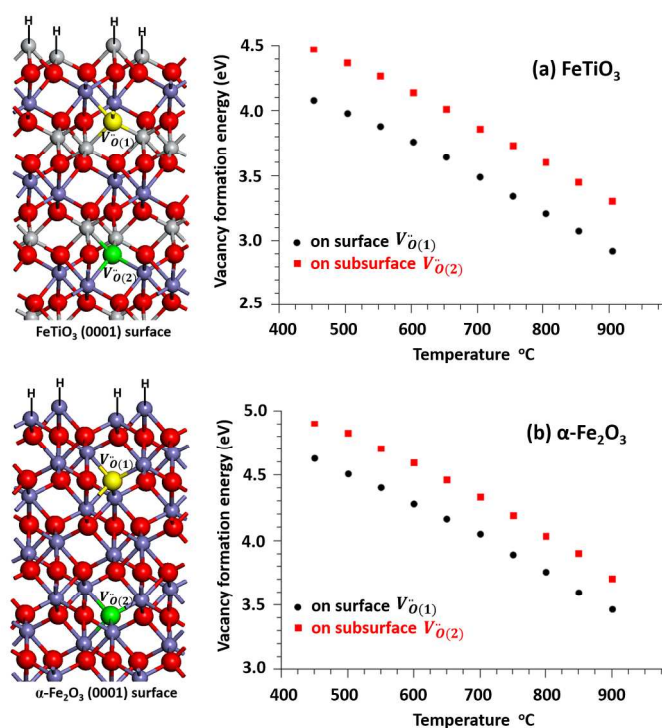 H H H H
V̈O(1)
V̈O(2)
FeTiO3 (0001) surface
Vacancy formation energy (eV)
4.5
4.0
3.5
3.0
2.5
(a) FeTiO3
on surface V̈O(1)
on subsurface V̈O(2)
400 500 600 700 800 900
Temperature °C
H H H H
V̈O(1)
V̈O(2)
α-Fe2O3 (0001) surface
Vacancy formation energy (eV)
5.0
4.5
4.0
3.5
3.0
(b) α-Fe2O3
on surface V̈O(1)
on subsurface V̈O(2)
400 500 600 700 800 900
Temperature °C